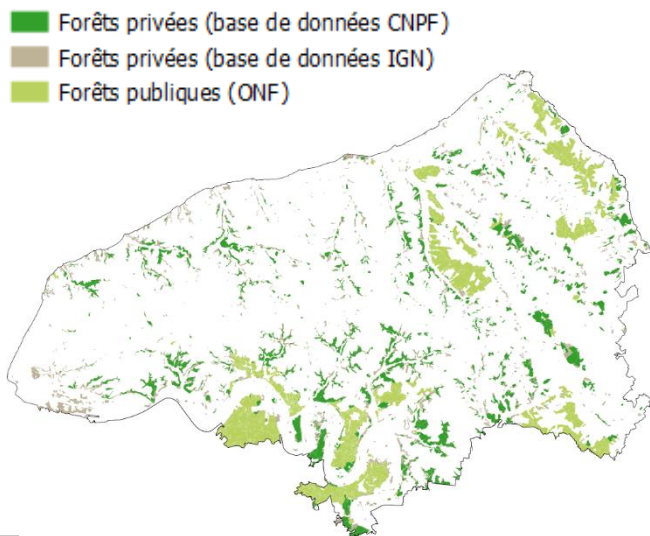 Forêts privées (base de données CNPF)
Forêts privées (base de données IGN)
Forêts publiques (ONF)